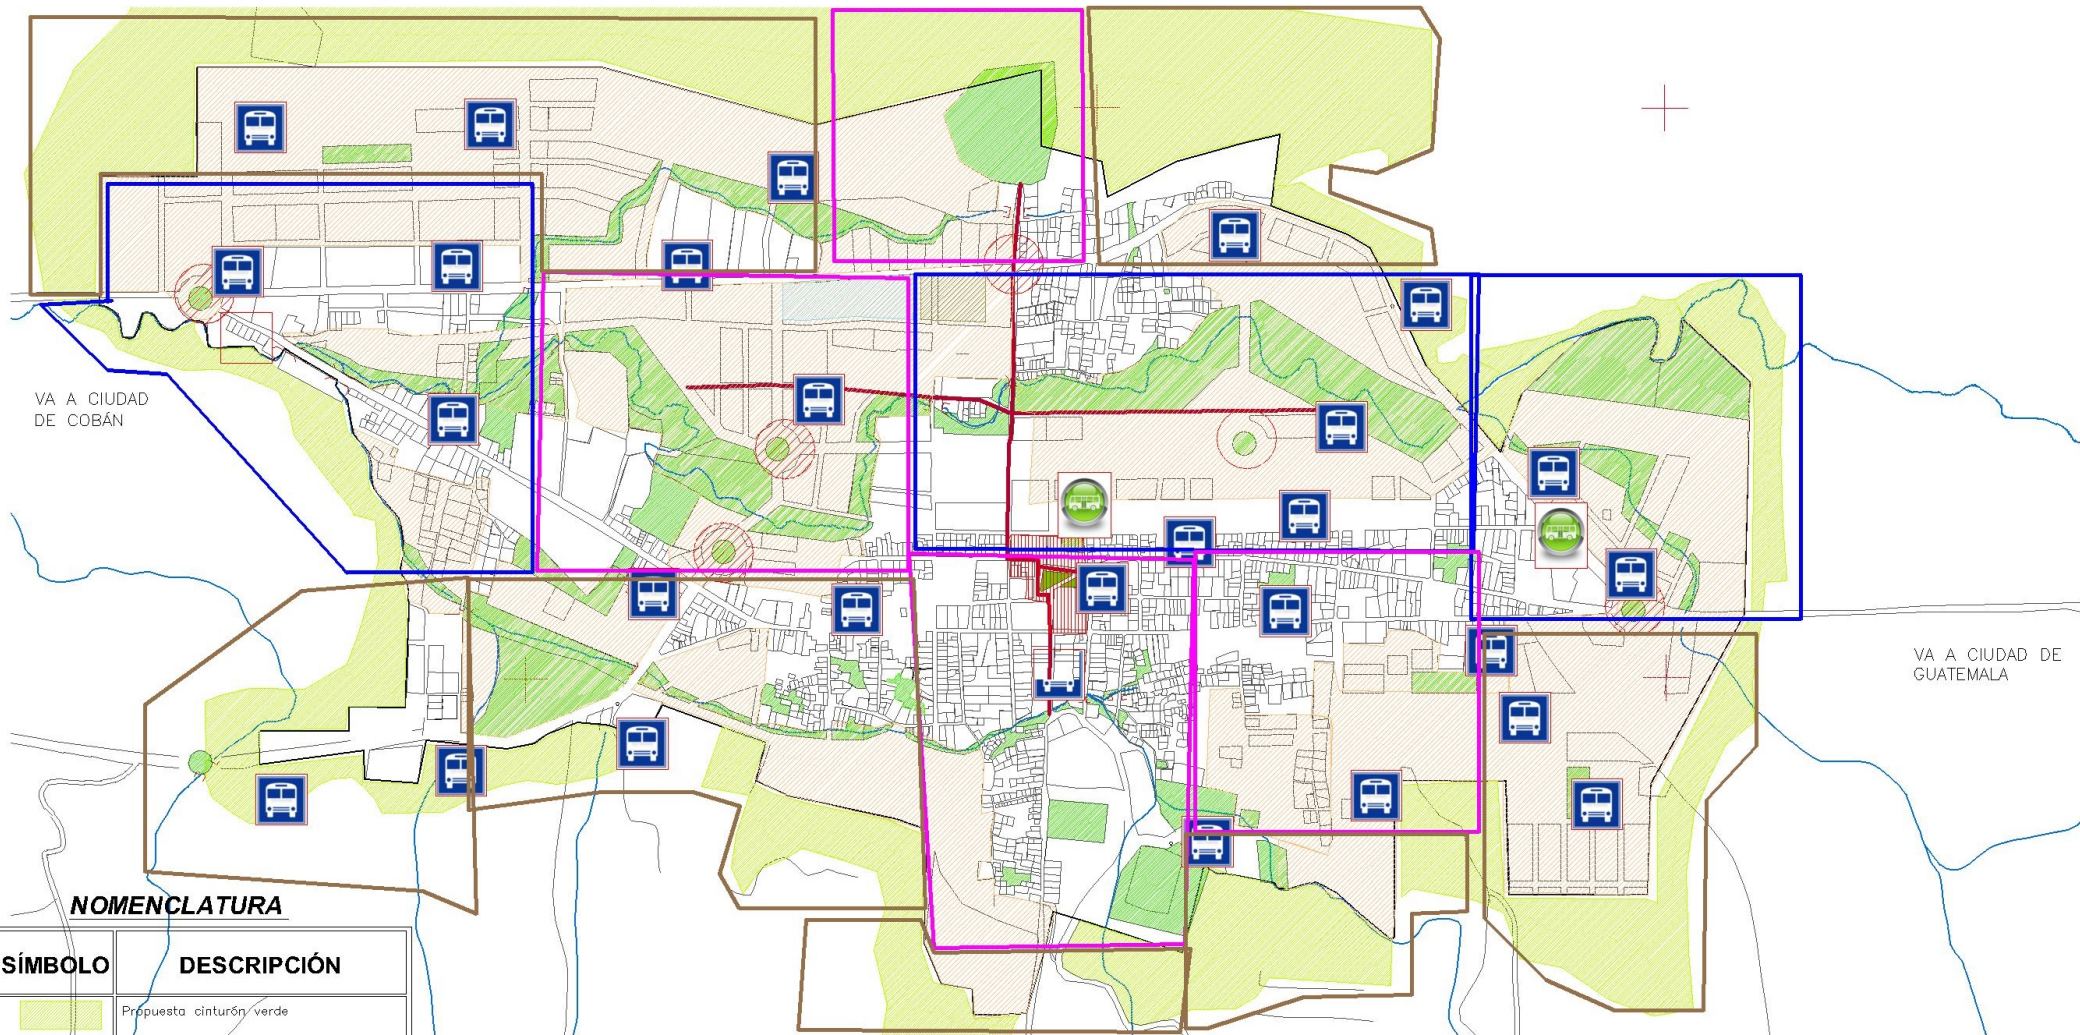 VA A CIUDAD
DE COBÁN
VA A CIUDAD DE
GUATEMALA
NOMENCLATURA
SÍMBOLO DESCRIPCIÓN
Propuesta cinturón verde